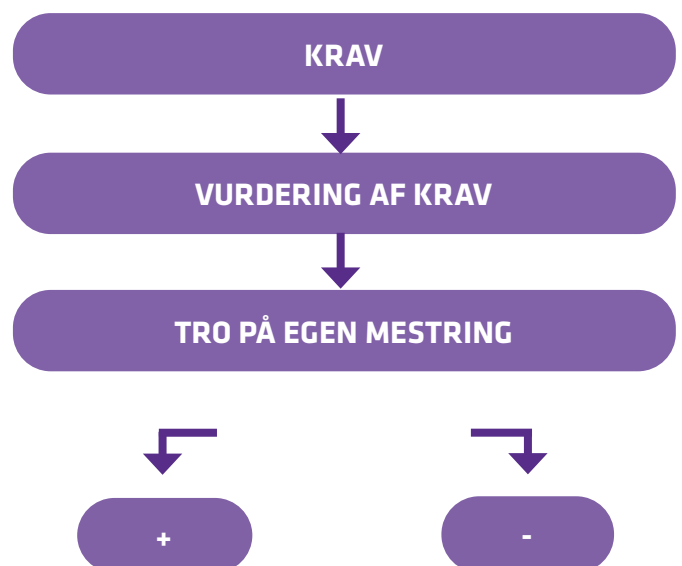 KRAV
VURDERING AF KRAV
TRO PÅ EGEN MESTRING
+
-